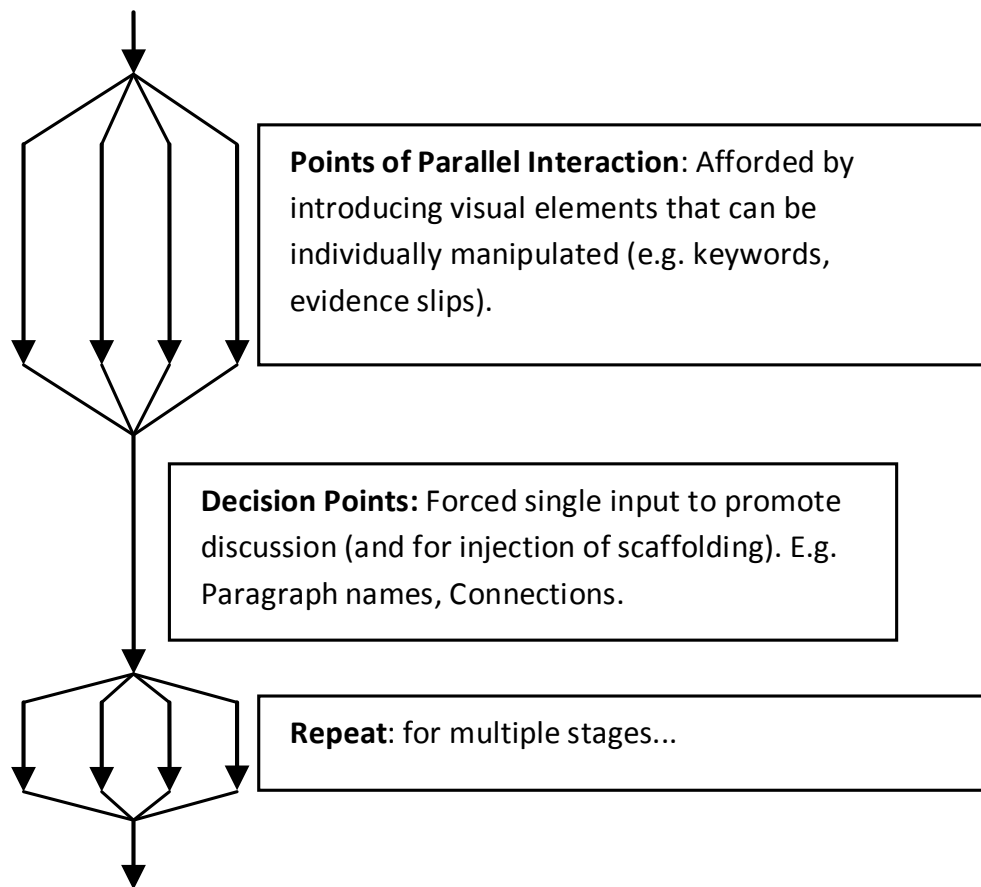 Points of Parallel Interaction: Afforded by
introducing visual elements that can be
individually manipulated (e.g. keywords,
evidence slips).
Decision Points: Forced single input to promote
discussion (and for injection of scaffolding). E.g.
Paragraph names, Connections.
Repeat: for multiple stages...